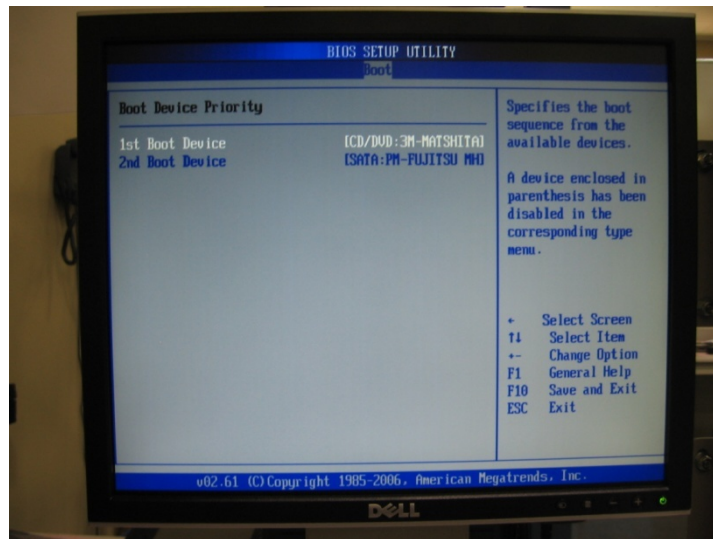 BIOS SETUP UTILITY
Boot
Boot Device Priority
1st Boot Device [CD/DVD:3M-MATSHITA]
2nd Boot Device [SATA:PM-FUJITSU MH]
Specifies the boot
sequence from the
available devices.
A device enclosed in
parenthesis has been
disabled in the
corresponding type
menu.
← Select Screen
↑↓ Select Item
+- Change Option
F1 General Help
F10 Save and Exit
ESC Exit
v02.61 (C)Copyright 1985-2006, American Megatrends, Inc.
DELL